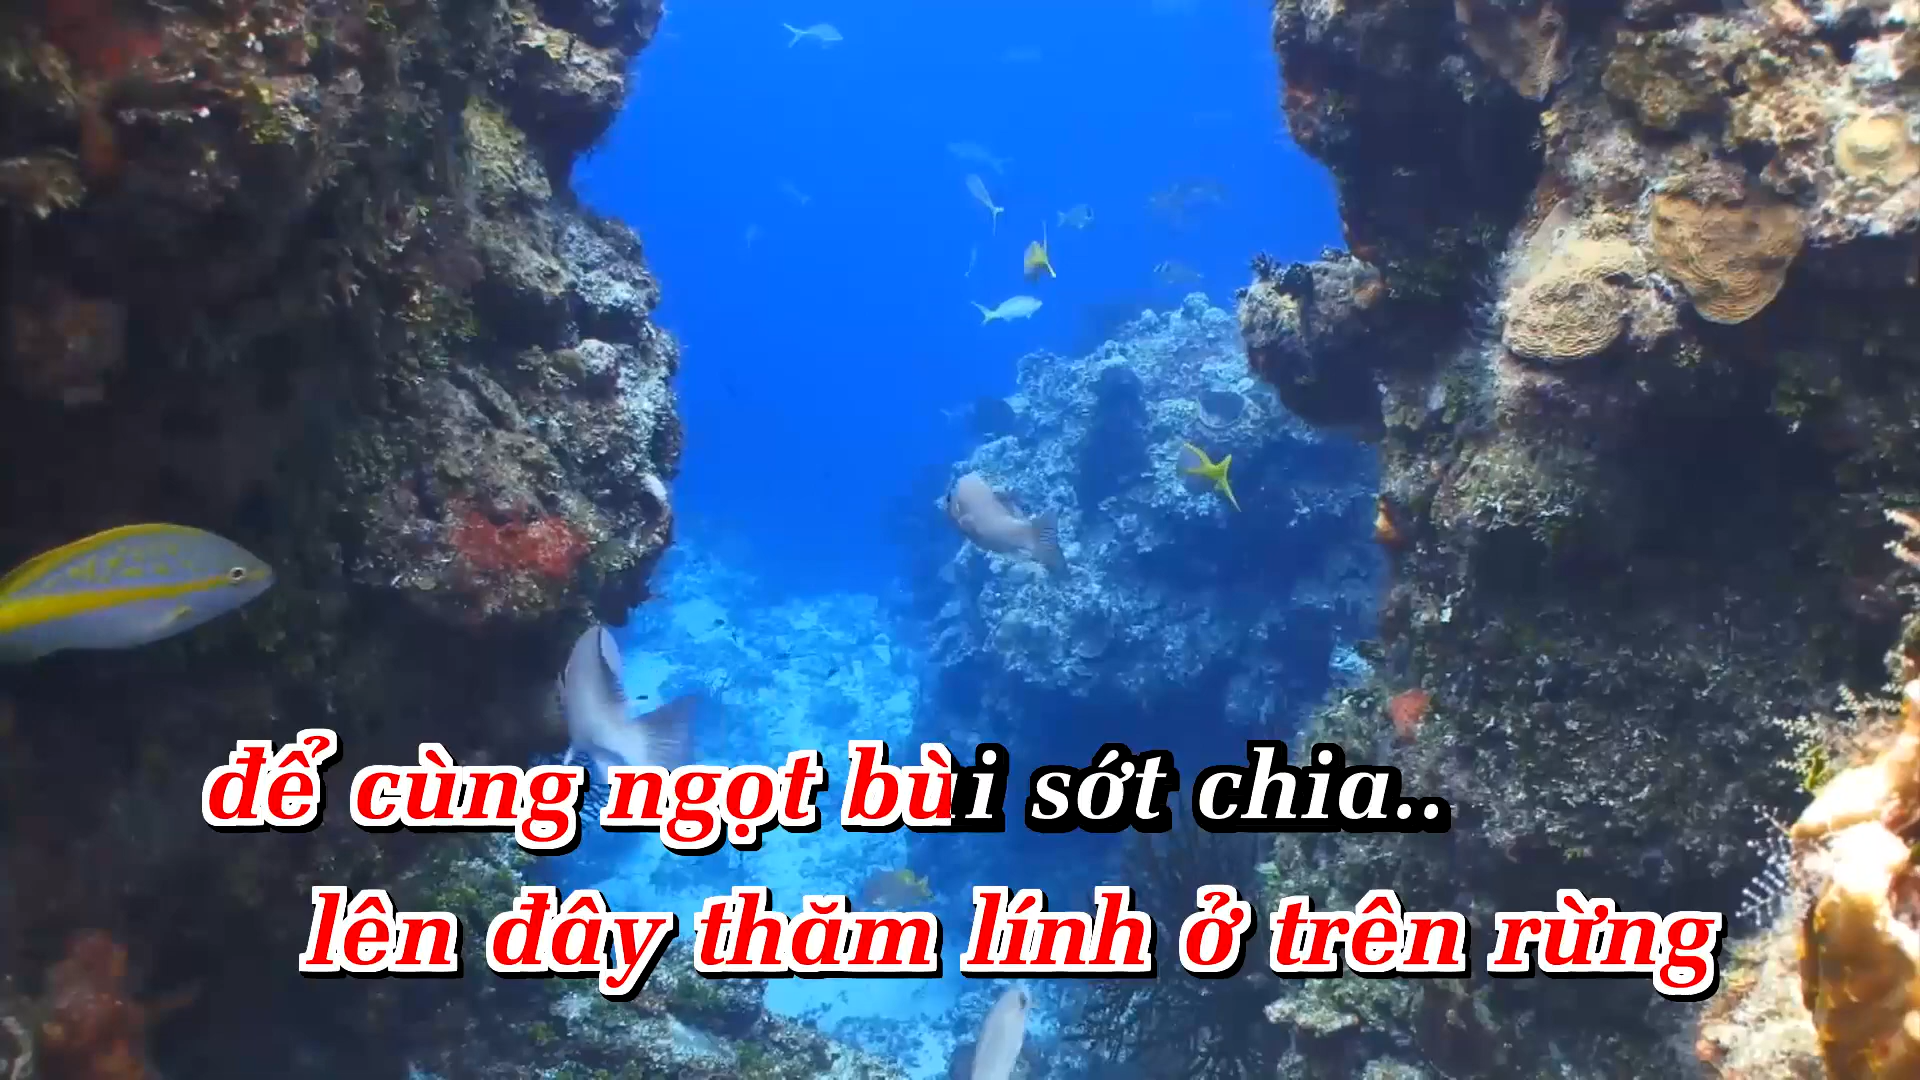 để cùng ngọt bùi sớt chia..
lên đây thăm lính ở trên rừng